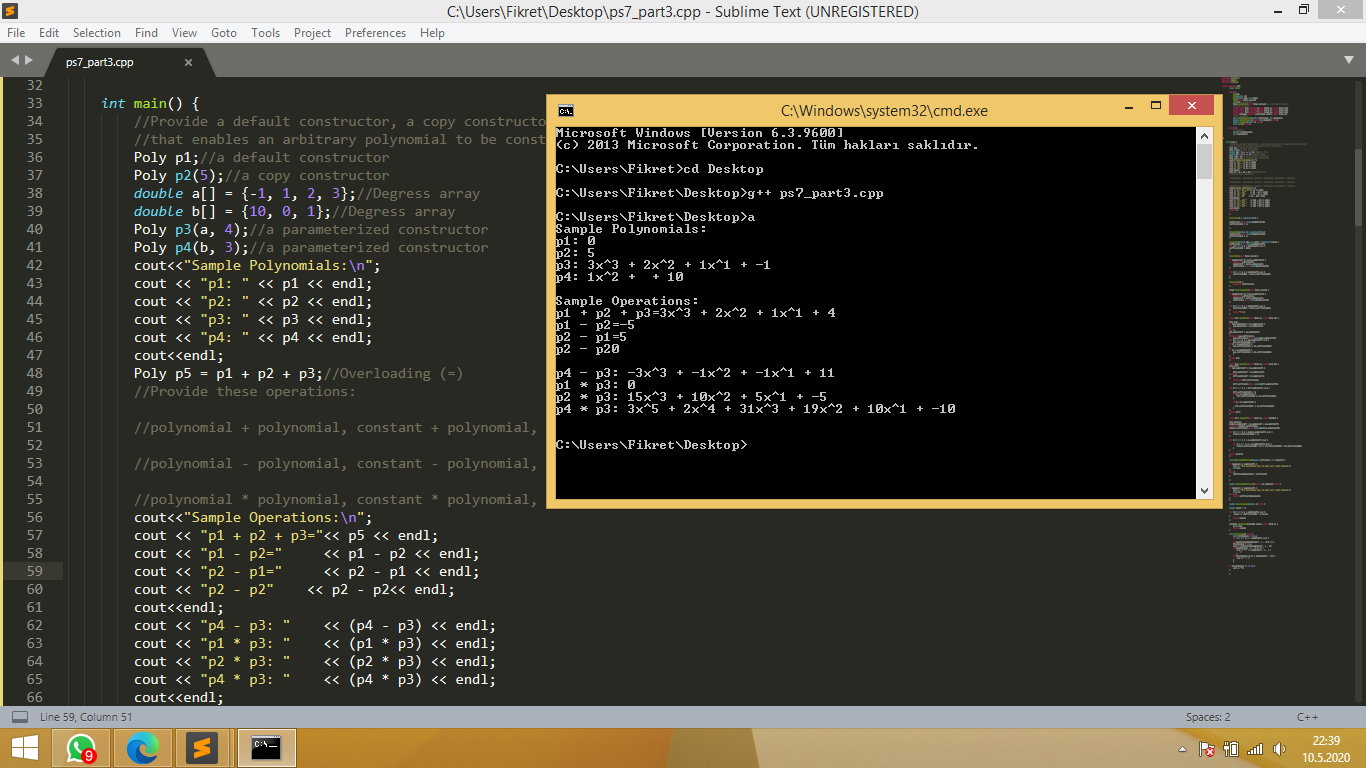 C:\Users\Fikret\Desktop\ps7_part3.cpp - Sublime Text (UNREGISTERED)
File Edit Selection Find View Goto Tools Project Preferences Help
ps7_part3.cpp
32
33 int main() {
34 //Provide a default constructor, a copy constructo
35 //that enables an arbitrary polynomial to be const
36 Poly p1;//a default constructor
37 Poly p2(5);//a copy constructor
38 double a[] = {-1, 1, 2, 3};//Degress array
39 double b[] = {10, 0, 1};//Degress array
40 Poly p3(a, 4);//a parameterized constructor
41 Poly p4(b, 3);//a parameterized constructor
42 cout<<"Sample Polynomials:\n";
43 cout << "p1: " << p1 << endl;
44 cout << "p2: " << p2 << endl;
45 cout << "p3: " << p3 << endl;
46 cout << "p4: " << p4 << endl;
47 cout<<endl;
48 Poly p5 = p1 + p2 + p3;//Overloading (=)
49 //Provide these operations:
50
51 //polynomial + polynomial, constant + polynomial,
52
53 //polynomial - polynomial, constant - polynomial,
54
55 //polynomial * polynomial, constant * polynomial,
56 cout<<"Sample Operations:\n";
57 cout << "p1 + p2 + p3="<< p5 << endl;
58 cout << "p1 - p2=" << p1 - p2 << endl;
59 cout << "p2 - p1=" << p2 - p1 << endl;
60 cout << "p2 - p2" << p2 - p2<< endl;
61 cout<<endl;
62 cout << "p4 - p3: " << (p4 - p3) << endl;
63 cout << "p1 * p3: " << (p1 * p3) << endl;
64 cout << "p2 * p3: " << (p2 * p3) << endl;
65 cout << "p4 * p3: " << (p4 * p3) << endl;
66 cout<<endl;
C:\Windows\system32\cmd.exe
Microsoft Windows [Version 6.3.9600]
(c) 2013 Microsoft Corporation. Tüm hakları saklıdır.
C:\Users\Fikret>cd Desktop
C:\Users\Fikret\Desktop>g++ ps7_part3.cpp
C:\Users\Fikret\Desktop>a
Sample Polynomials:
p1: 0
p2: 5
p3: 3x^3 + 2x^2 + 1x^1 + -1
p4: 1x^2 + + 10
Sample Operations:
p1 + p2 + p3=3x^3 + 2x^2 + 1x^1 + 4
p1 - p2=-5
p2 - p1=5
p2 - p20
p4 - p3: -3x^3 + -1x^2 + -1x^1 + 11
p1 * p3: 0
p2 * p3: 15x^3 + 10x^2 + 5x^1 + -5
p4 * p3: 3x^5 + 2x^4 + 31x^3 + 19x^2 + 10x^1 + -10
C:\Users\Fikret\Desktop>
Line 59, Column 51 Spaces: 2 C++
9
C:\.
22:39
10.5.2020